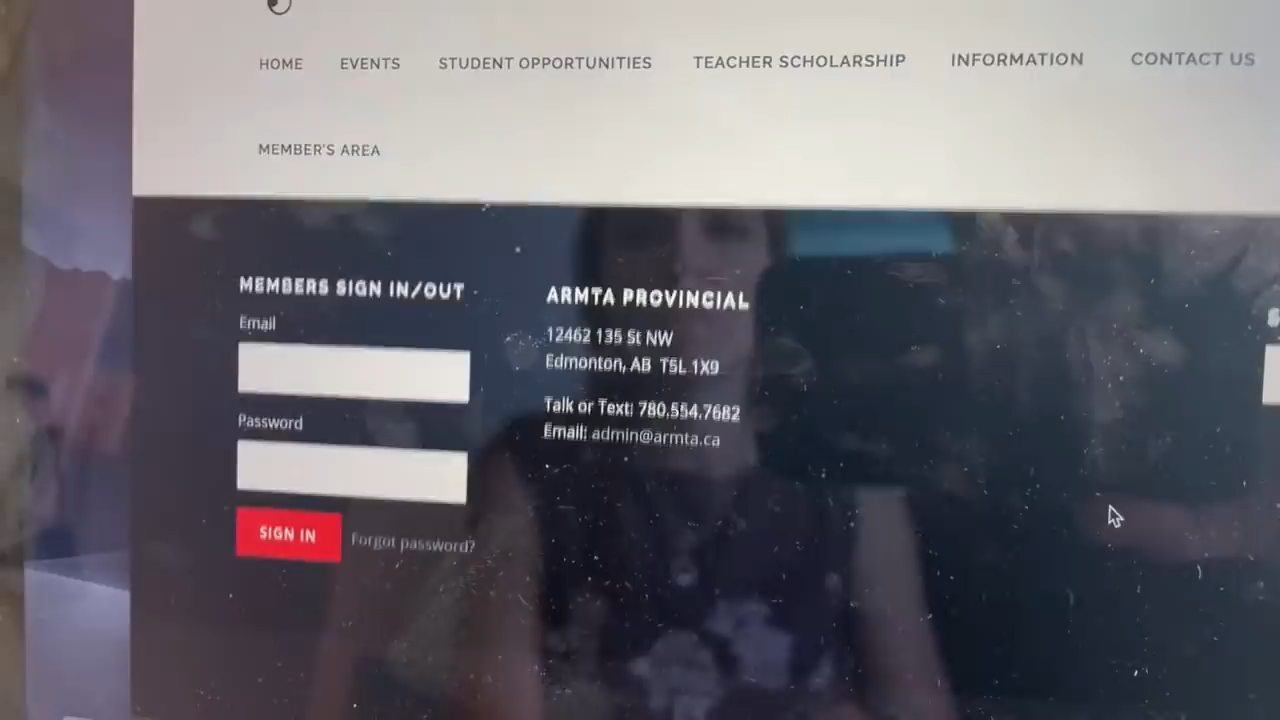 HOME EVENTS STUDENT OPPORTUNITIES TEACHER SCHOLARSHIP INFORMATION CONTACT US
MEMBER'S AREA
MEMBERS SIGN IN/OUT
Email
Password
SIGN IN Forgot password?
ARMTA PROVINCIAL
12462 135 St NW
Edmonton, AB T5L 1X9
Talk or Text: 780.554.7682
Email: admin@armta.ca